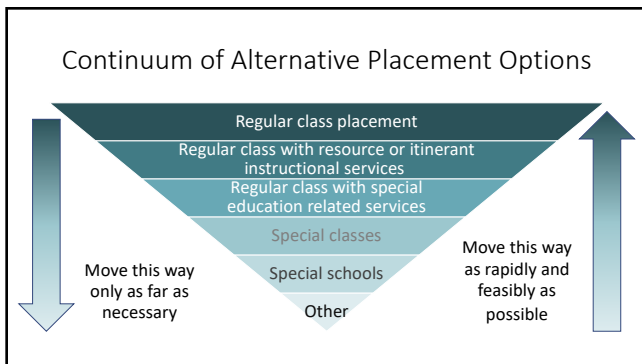 Continuum of Alternative Placement Options
Regular class placement
Regular class with resource or itinerant
instructional services
Regular class with special
education related services
Special classes
Special schools
Other
Move this way
only as far as
necessary
Move this way
as rapidly and
feasibly as
possible